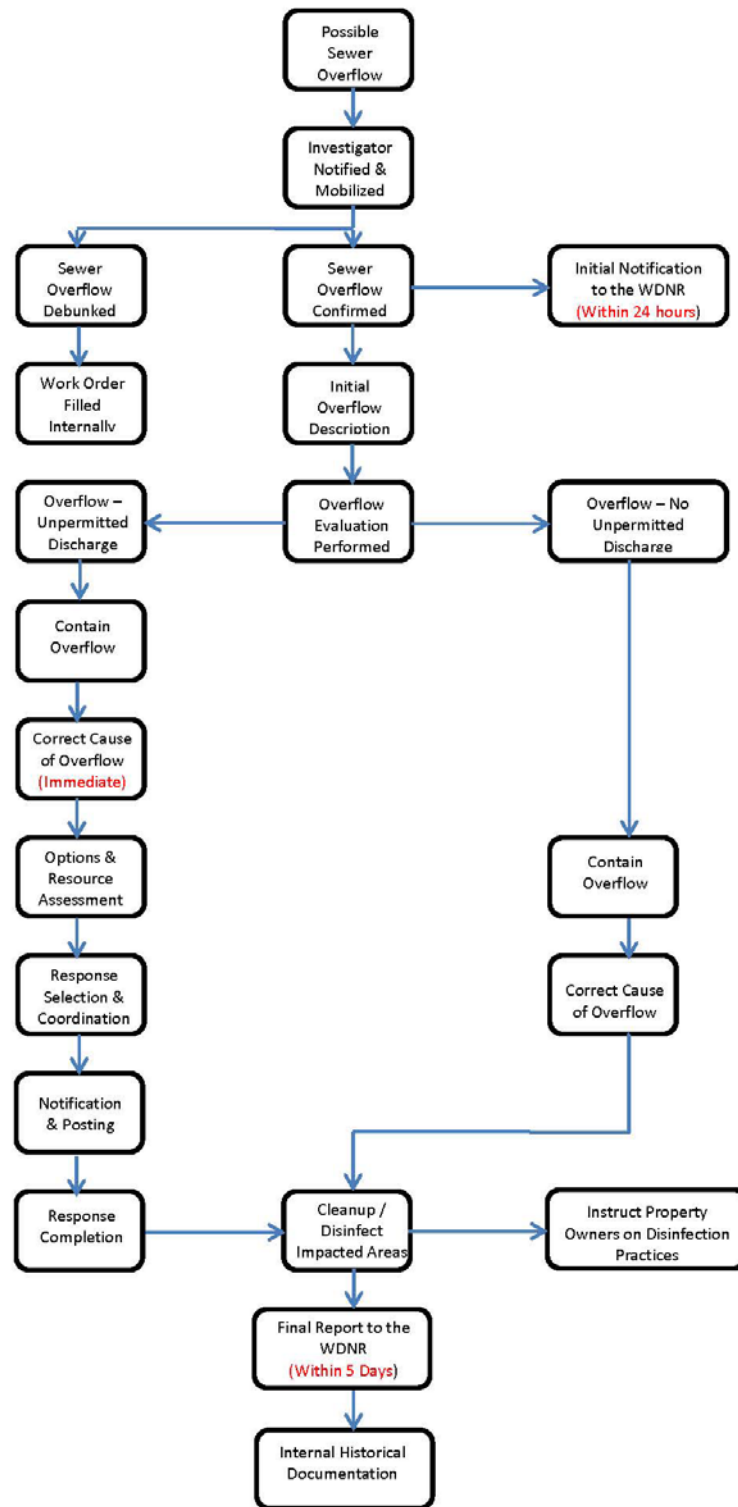 Possible
Sewer
Overflow
Investigator
Notified &
Mobilized
Sewer
Overflow
Debunked
Sewer
Overflow
Confirmed
Initial Notification
to the WDNR
(Within 24 hours)
Work Order
Filled
Internally
Initial
Overflow
Description
Overflow –
Unpermitted
Discharge
Overflow
Evaluation
Performed
Overflow – No
Unpermitted
Discharge
Contain
Overflow
Correct Cause
of Overflow
(Immediate)
Options &
Resource
Assessment
Contain
Overflow
Response
Selection &
Coordination
Correct Cause
of Overflow
Notification
& Posting
Response
Completion
Cleanup /
Disinfect
Impacted Areas
Instruct Property
Owners on Disinfection
Practices
Final Report to the
WDNR
(Within 5 Days)
Internal Historical
Documentation